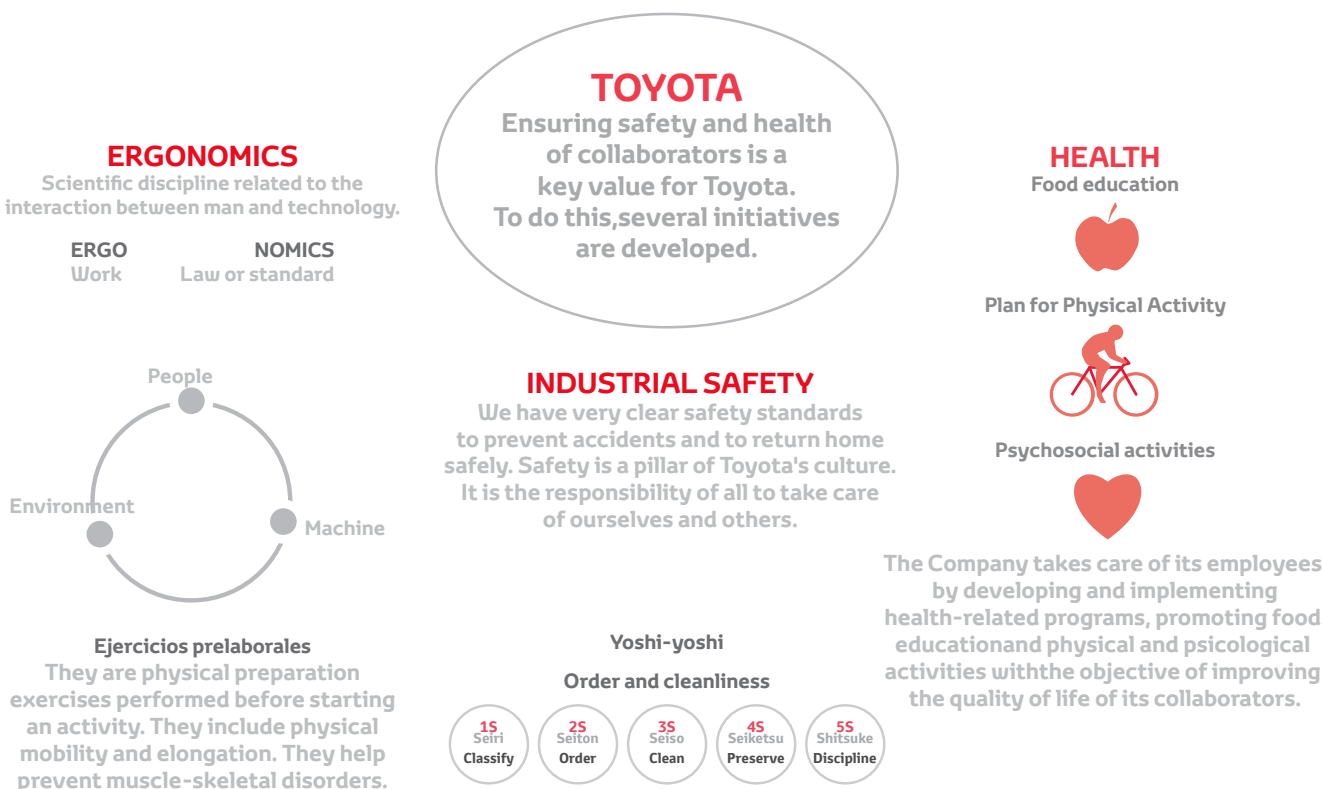 TOYOTA
Ensuring safety and health
of collaborators is a
key value for Toyota.
To do this,several initiatives
are developed.
ERGONOMICS
Scientific discipline related to the
interaction between man and technology.
ERGO NOMICS
Work Law or standard
People
Environment
Machine
Ejercicios prelaborales
They are physical preparation
exercises performed before starting
an activity. They include physical
mobility and elongation. They help
prevent muscle-skeletal disorders.
INDUSTRIAL SAFETY
We have very clear safety standards
to prevent accidents and to return home
safely. Safety is a pillar of Toyota's culture.
It is the responsibility of all to take care
of ourselves and others.
Yoshi-yoshi
Order and cleanliness
1S 2S 3S 4S 5S
Seiri Seiton Seiso Seiketsu Shitsuke
Classify Order Clean Preserve Discipline
HEALTH
Food education
Plan for Physical Activity
Psychosocial activities
The Company takes care of its employees
by developing and implementing
health-related programs, promoting food
educationand physical and psicological
activities withthe objective of improving
the quality of life of its collaborators.